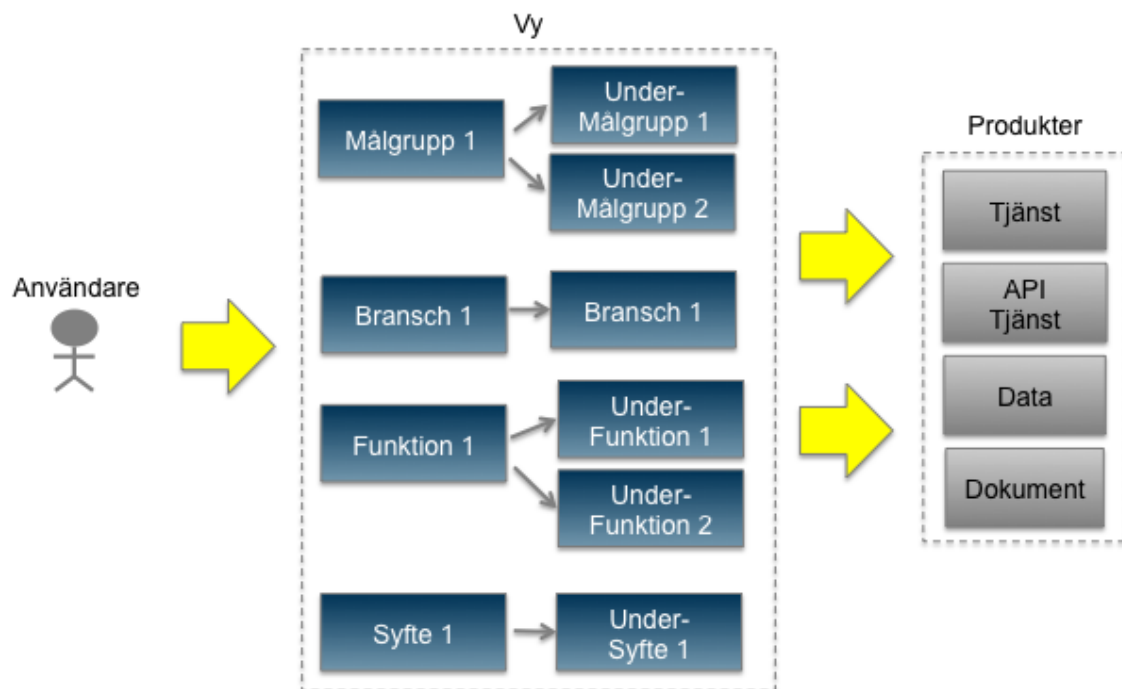 Vy
Användare
Målgrupp 1
Under-
Målgrupp 1
Under-
Målgrupp 2
Bransch 1
Bransch 1
Funktion 1
Under-
Funktion 1
Under-
Funktion 2
Syfte 1
Under-
Syfte 1
Produkter
Tjänst
API
Tjänst
Data
Dokument